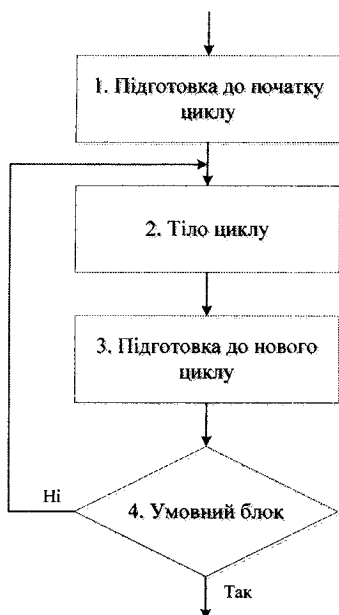 1. Підготовка до початку
циклу
2. Тіло циклу
3. Підготовка до нового
циклу
4. Умовний блок
Ні
Так